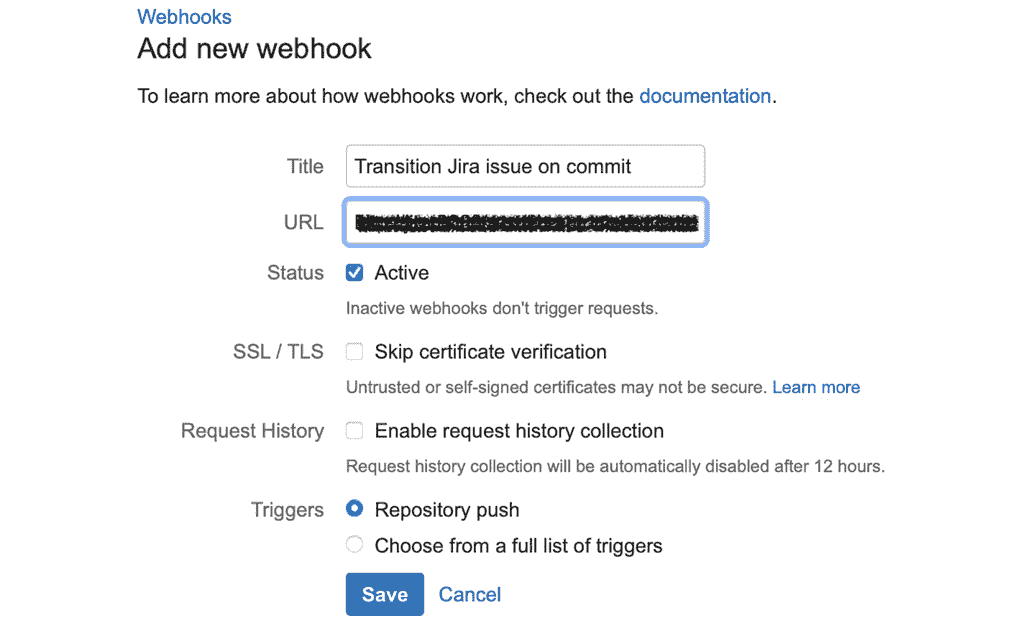 Webhooks
Add new webhook
To learn more about how webhooks work, check out the documentation.
Title Transition Jira issue on commit
URL
Status Active
Inactive webhooks don't trigger requests.
SSL / TLS Skip certificate verification
Untrusted or self-signed certificates may not be secure. Learn more
Request History Enable request history collection
Request history collection will be automatically disabled after 12 hours.
Triggers Repository push
Choose from a full list of triggers
Save Cancel